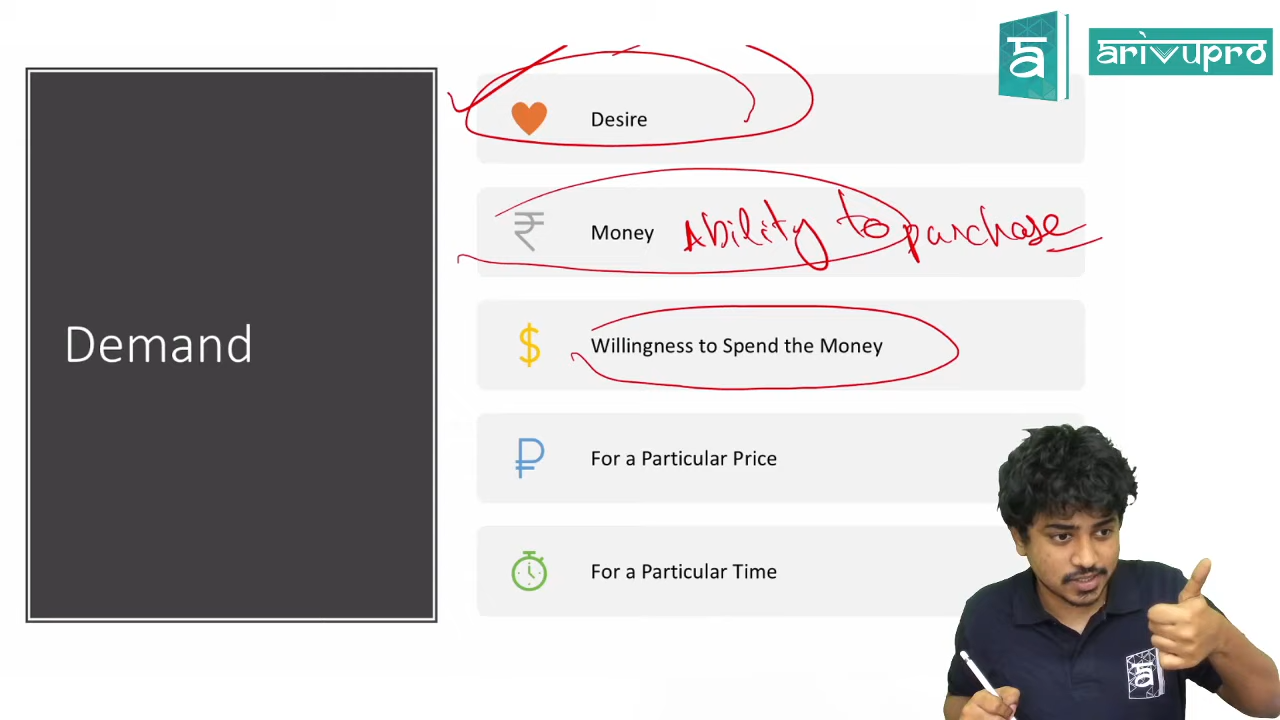 arivupro
Desire
Money Ability to purchase
Demand
Willingness to Spend the Money
For a Particular Price
For a Particular Time